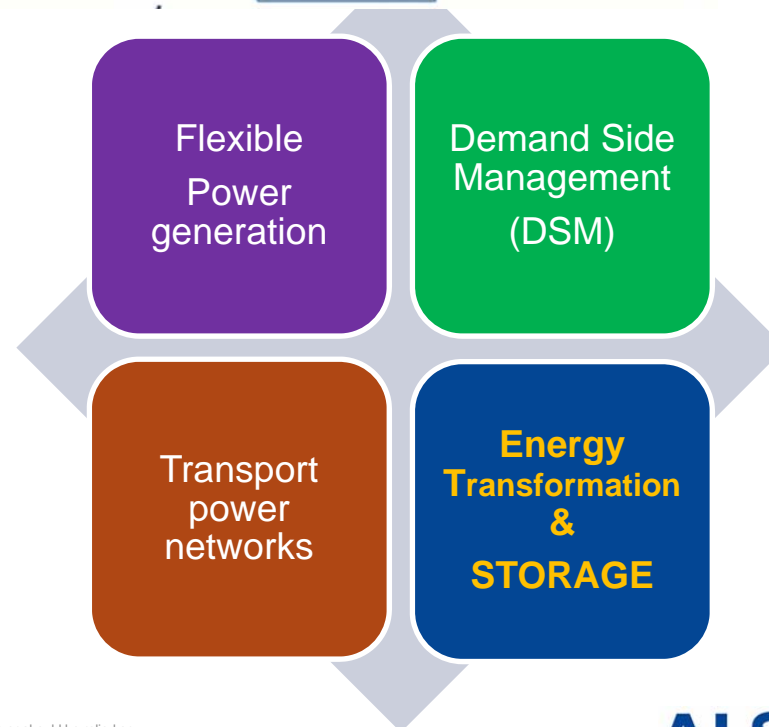 Flexible
Power
generation
Demand Side
Management
(DSM)
Transport
power
networks
Energy
Transformation
&
STORAGE